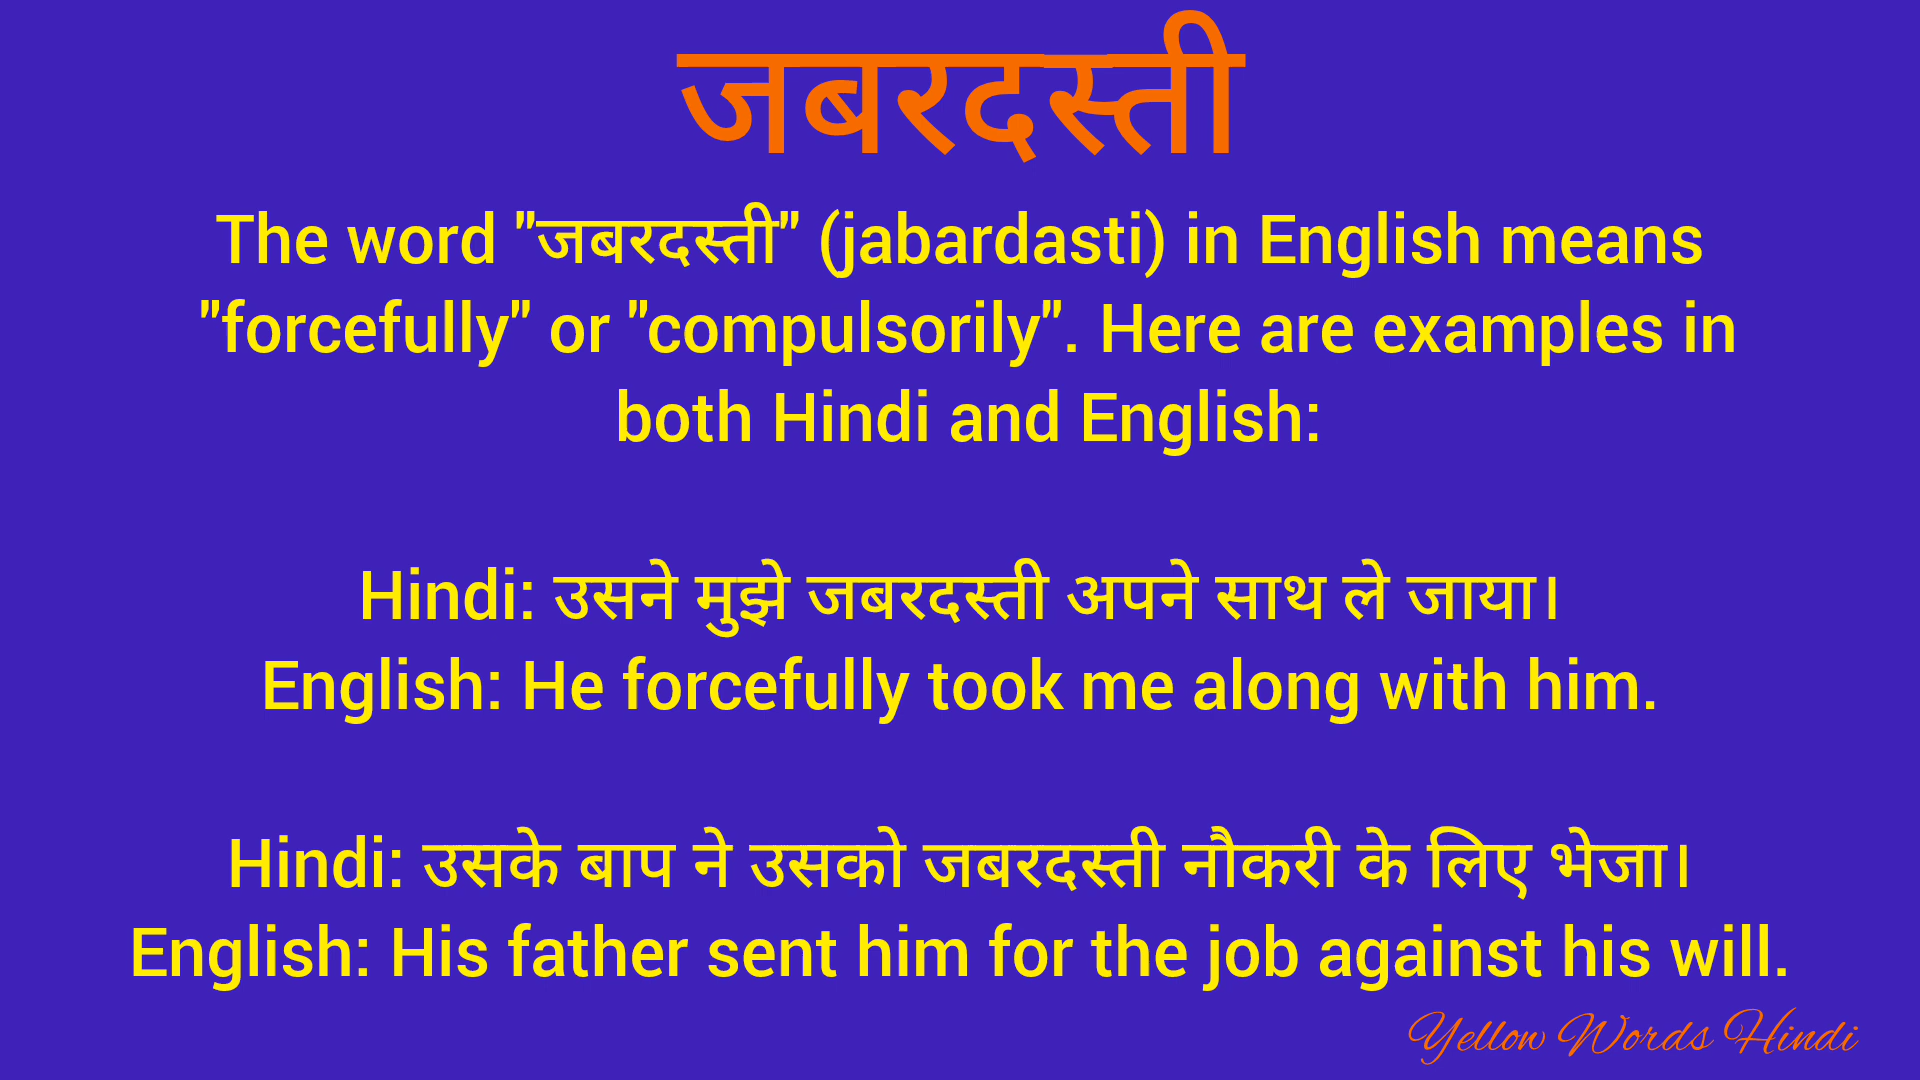 जबरदस्ती
The word "जबरदस्ती" (jabardasti) in English means
"forcefully" or "compulsorily". Here are examples in
both Hindi and English:
Hindi: उसने मुझे जबरदस्ती अपने साथ ले जाया।
English: He forcefully took me along with him.
Hindi: उसके बाप ने उसको जबरदस्ती नौकरी के लिए भेजा।
English: His father sent him for the job against his will.
Yellow Words Hindi